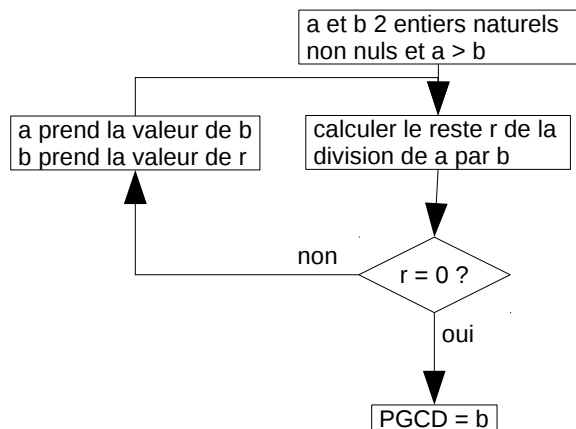 a et b 2 entiers naturels
non nuls et a > b
a prend la valeur de b
b prend la valeur de r
calculer le reste r de la
division de a par b
non
r = 0 ?
oui
PGCD = b